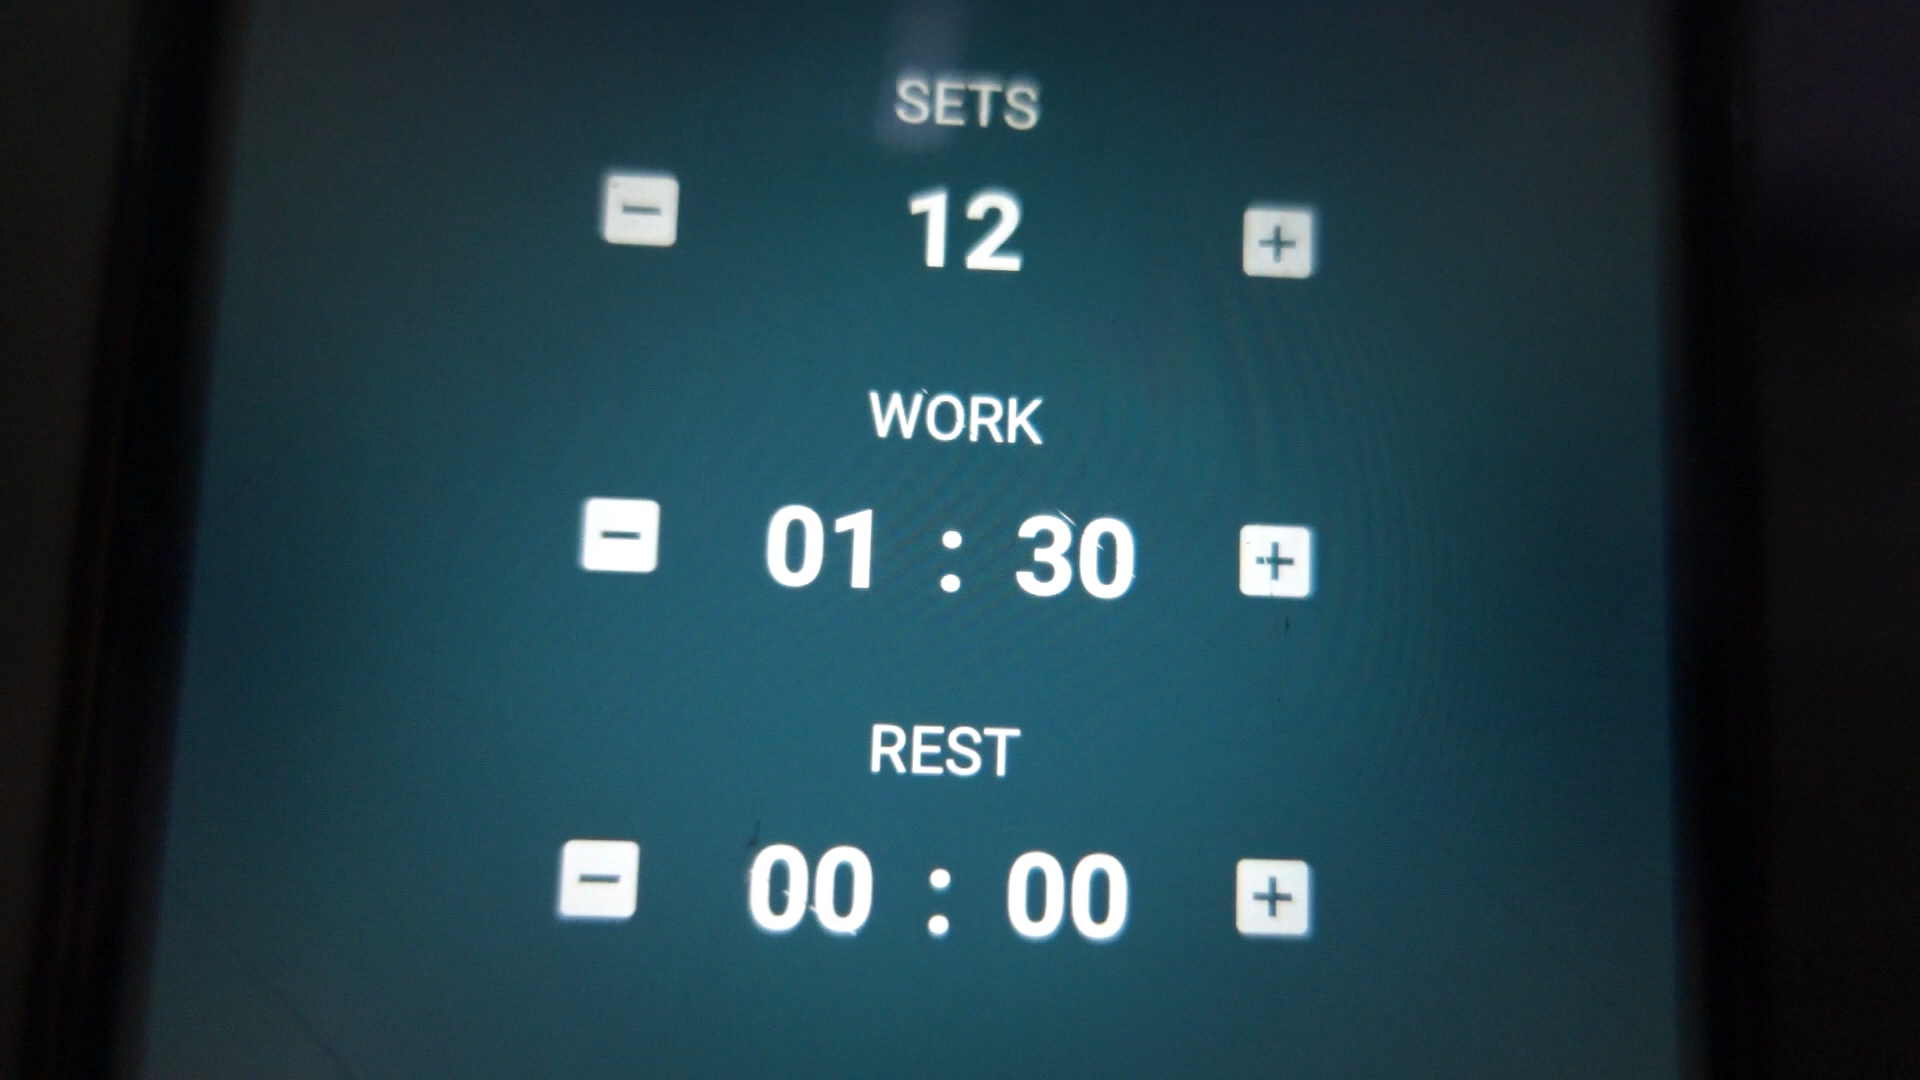 SETS
− 12 +
WORK
− 01 : 30 +
REST
− 00 : 00 +